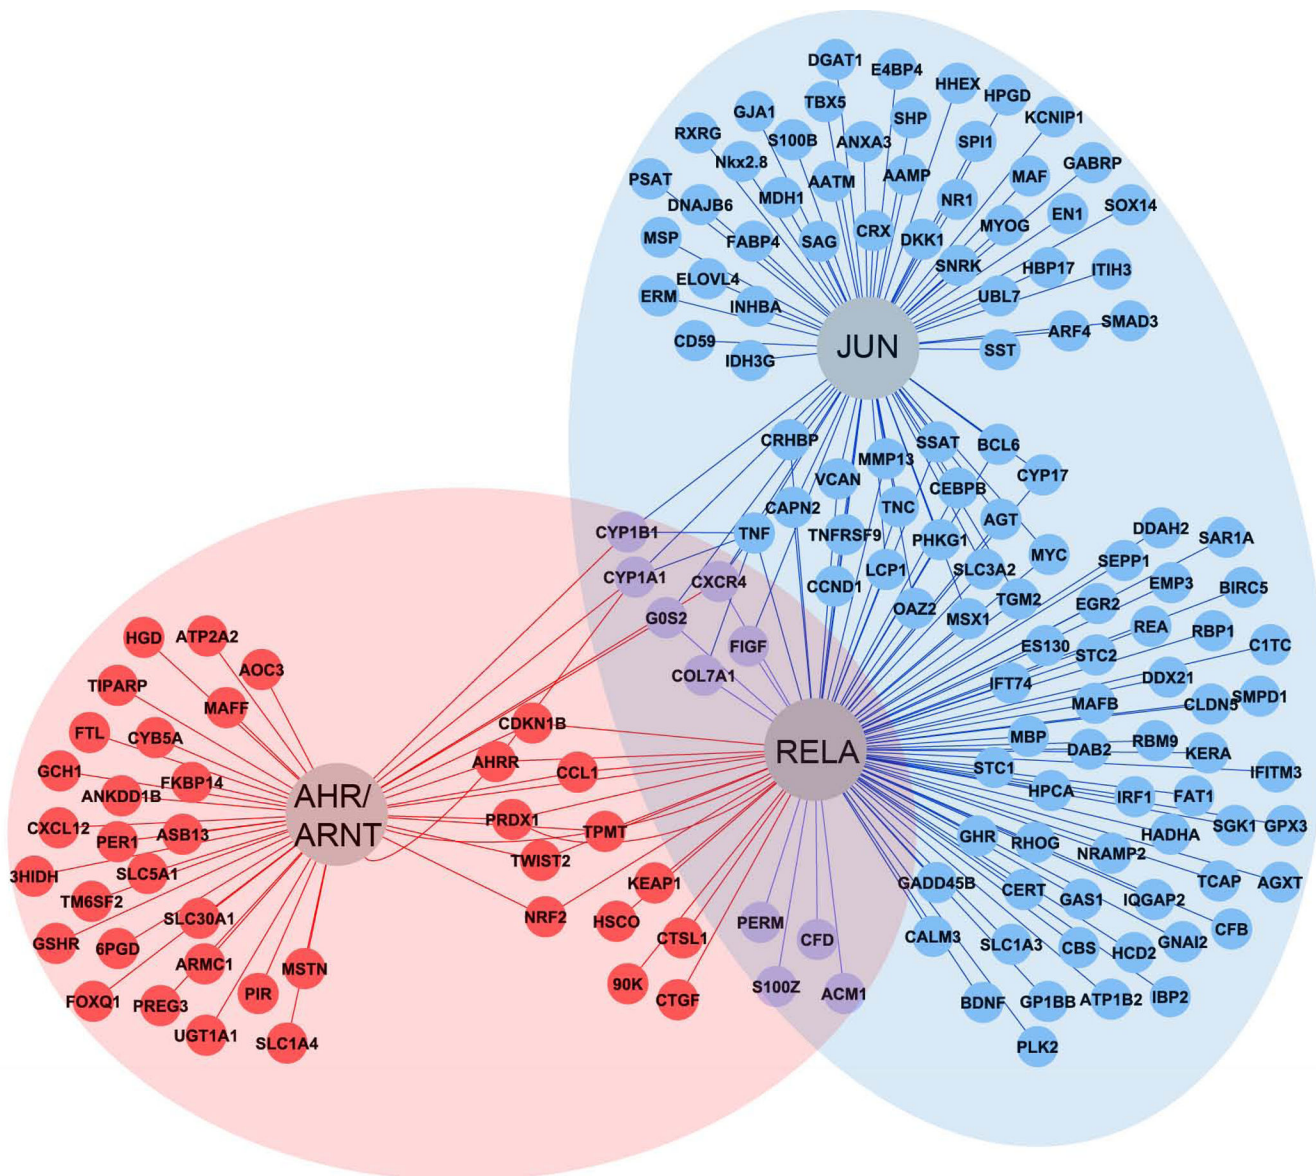 DGAT1
E4BP4
HHEX
HPGD
KCNIP1
TBX5
GJA1
SHP
RXRG
S100B
ANXA3
SPI1
GABRP
Nkx2.8
PSAT
AATM
AAMP
MAF
MDH1
NR1
SOX14
DNAJB6
EN1
MYOG
MSP
FABP4
SAG
CRX
DKK1
SNRK
HBP17
ITIH3
ELOVL4
ERM
INHBA
UBL7
SMAD3
ARF4
CD59
IDH3G
JUN
SST
CRHBP
SSAT
BCL6
MMP13
VCAN
CYP17
CEBPB
CAPN2
TNC
AGT
CYP1B1
TNF
TNFRSF9
PHKG1
DDAH2
SAR1A
MYC
SEPP1
CYP1A1
CXCR4
LCP1
SLC3A2
CCND1
EMP3
BIRC5
TGM2
EGR2
OAZ2
G0S2
MSX1
REA
RBP1
FIGF
ES130
STC2
C1TC
COL7A1
IFT74
DDX21
SMPD1
MAFB
CLDN5
HGD
ATP2A2
AOC3
TIPARP
MAFF
CDKN1B
FTL
CYB5A
MBP
DAB2
RBM9
KERA
RELA
AHRR
CCL1
STC1
IFITM3
GCH1
FKBP14
ANKDD1B
HPCA
IRF1
FAT1
AHR/
ARNT
PRDX1
TPMT
SGK1
GPX3
CXCL12
PER1
ASB13
HADHA
GHR
RHOG
NRAMP2
TWIST2
3HIDH
SLC5A1
KEAP1
GADD45B
CERT
TCAP
AGXT
TM6SF2
GAS1
IQGAP2
SLC30A1
NRF2
HSCO
PERM
CFB
GSHR
6PGD
CTSL1
CFD
CALM3
SLC1A3
CBS
HCD2
GNAI2
ARMC1
MSTN
90K
S100Z
ACM1
FOXQ1
PREG3
PIR
CTGF
BDNF
GP1BB
ATP1B2
IBP2
UGT1A1
SLC1A4
PLK2